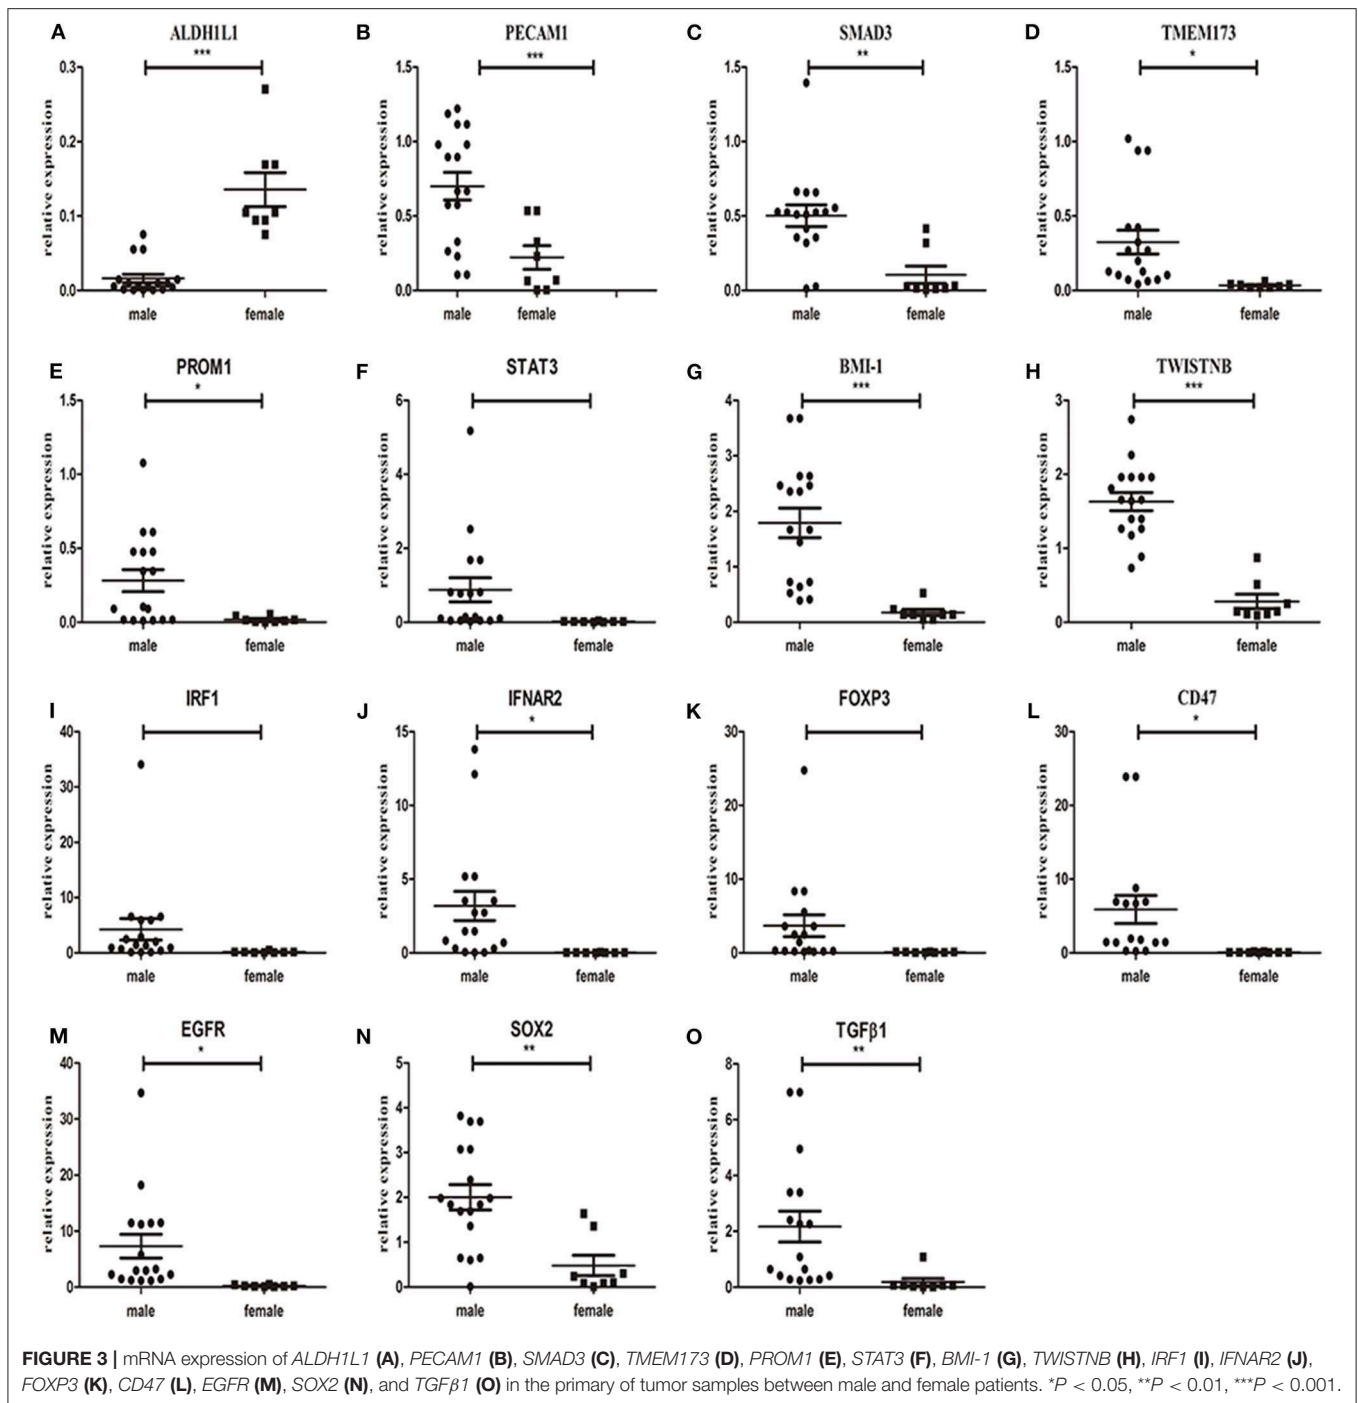 A ALDH1L1
***
relative expression
0.3
0.2
0.1
0.0
male female
B PECAM1
***
relative expression
1.5
1.0
0.5
0.0
male female
C SMAD3
**
relative expression
1.5
1.0
0.5
0.0
male female
D TMEM173
*
relative expression
1.5
1.0
0.5
0.0
male female
E PROM1
*
relative expression
1.5
1.0
0.5
0.0
male female
F STAT3
relative expression
6
4
2
0
male female
G BMI-1
***
relative expression
4
3
2
1
0
male female
H TWISTNB
***
relative expression
3
2
1
0
male female
I IRF1
relative expression
40
30
20
10
0
male female
J IFNAR2
*
relative expression
15
10
5
0
male female
K FOXP3
relative expression
30
20
10
0
male female
L CD47
*
relative expression
30
20
10
0
male female
M EGFR
*
relative expression
40
30
20
10
0
male female
N SOX2
**
relative expression
5
4
3
2
1
0
male female
O TGFβ1
**
relative expression
8
6
4
2
0
male female
FIGURE 3 | mRNA expression of ALDH1L1 (A), PECAM1 (B), SMAD3 (C), TMEM173 (D), PROM1 (E), STAT3 (F), BMI-1 (G), TWISTNB (H), IRF1 (I), IFNAR2 (J),
FOXP3 (K), CD47 (L), EGFR (M), SOX2 (N), and TGFβ1 (O) in the primary of tumor samples between male and female patients. *P < 0.05, **P < 0.01, ***P < 0.001.